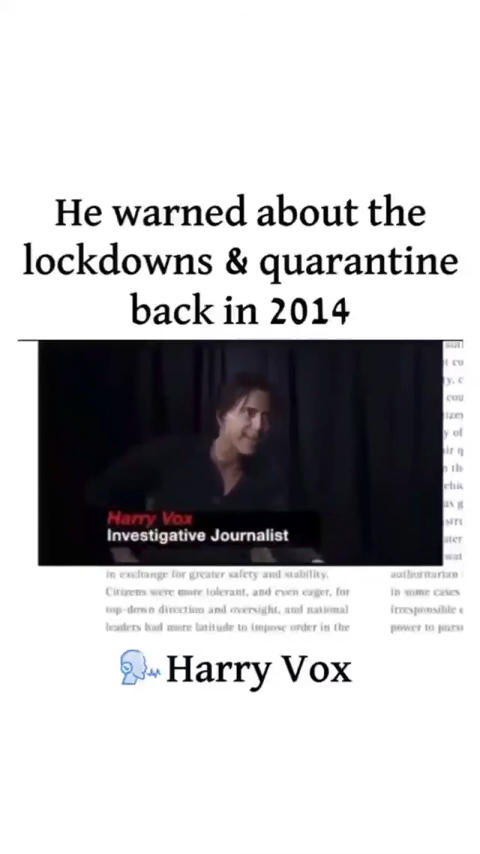 He warned about the
lockdowns & quarantine
back in 2014
Harry Vox
Investigative Journalist
in exchange for greater safety and stability.
Citizens were more tolerant, and even eager, for
top-down direction and oversight, and national
leaders had more latitude to impose order in the
authoritarian
in some cases
irresponsible
power to
Harry Vox